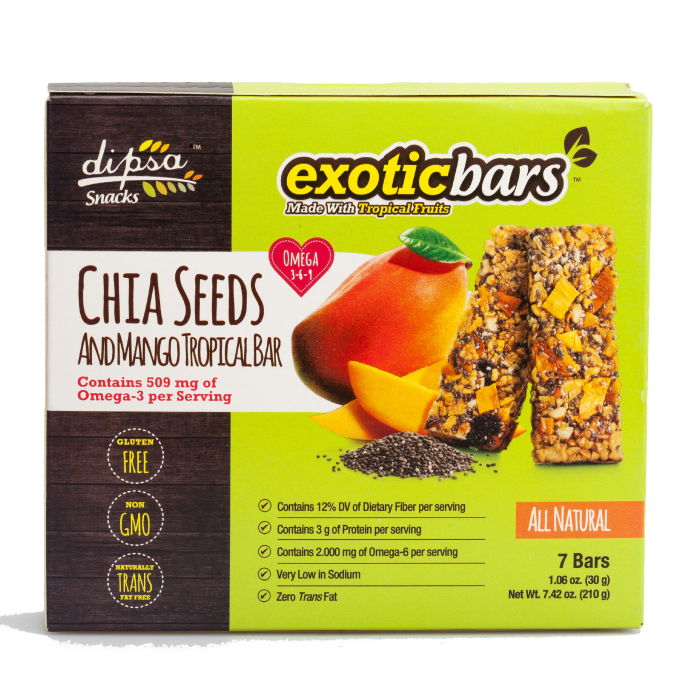 dipsa™
Snacks
exoticbars™
Made With Tropical Fruits
OMEGA
3-6-9
CHIA SEEDS
AND MANGO TROPICAL BAR
Contains 509 mg of
Omega-3 per Serving
GLUTEN
FREE
NON
GMO
NATURALLY
TRANS
FAT FREE
Contains 12% DV of Dietary Fiber per serving
Contains 3 g of Protein per serving
Contains 2.000 mg of Omega-6 per serving
Very Low in Sodium
Zero Trans Fat
ALL NATURAL
7 Bars
1.06 oz. (30 g)
Net Wt. 7.42 oz. (210 g)